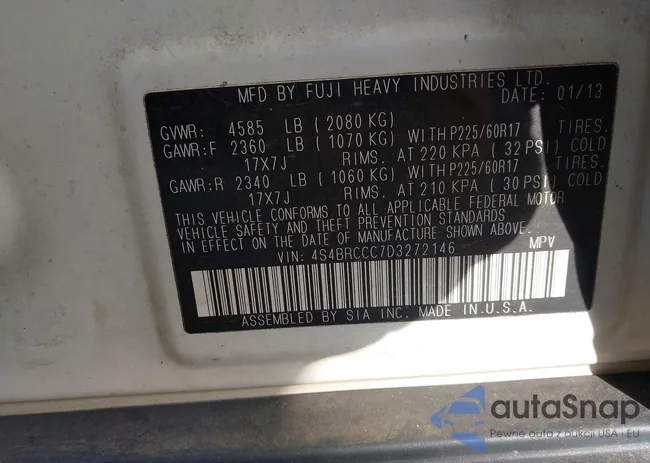 MFD BY FUJI HEAVY INDUSTRIES LTD.
DATE: 01/13
GVWR: 4585 LB (2080 KG)
GAWR:F 2360 LB (1070 KG) WITH P225/60R17 TIRES.
17X7J RIMS. AT 220 KPA (32 PSI) COLD
GAWR:R 2340 LB (1060 KG) WITH P225/60R17 TIRES.
17X7J RIMS. AT 210 KPA (30 PSI) COLD
THIS VEHICLE CONFORMS TO ALL APPLICABLE FEDERAL MOTOR
VEHICLE SAFETY AND THEFT PREVENTION STANDARDS
IN EFFECT ON THE DATE OF MANUFACTURE SHOWN ABOVE.
VIN: 4S4BRCCC7D3272146 MPV
ASSEMBLED BY SIA INC. MADE IN U.S.A.
autaSnap
Pewne auta z aukcji USA i EU